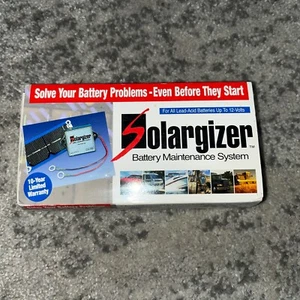 Solve Your Battery Problems-Even Before They Start
For All Lead-Acid Batteries Up To 12-Volts
Solargizer™
Battery Maintenance System
10-Year
Limited
Warranty